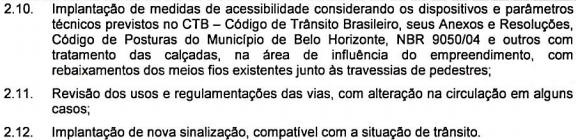 2.10. Implantação de medidas de acessibilidade considerando os dispositivos e parâmetros
técnicos previstos no CTB – Código de Trânsito Brasileiro, seus Anexos e Resoluções,
Código de Posturas do Município de Belo Horizonte, NBR 9050/04 e outros com
tratamento das calçadas, na área de influência do empreendimento, com
rebaixamentos dos meios fios existentes junto às travessias de pedestres;
2.11. Revisão dos usos e regulamentações das vias, com alteração na circulação em alguns
casos;
2.12. Implantação de nova sinalização, compatível com a situação de trânsito.